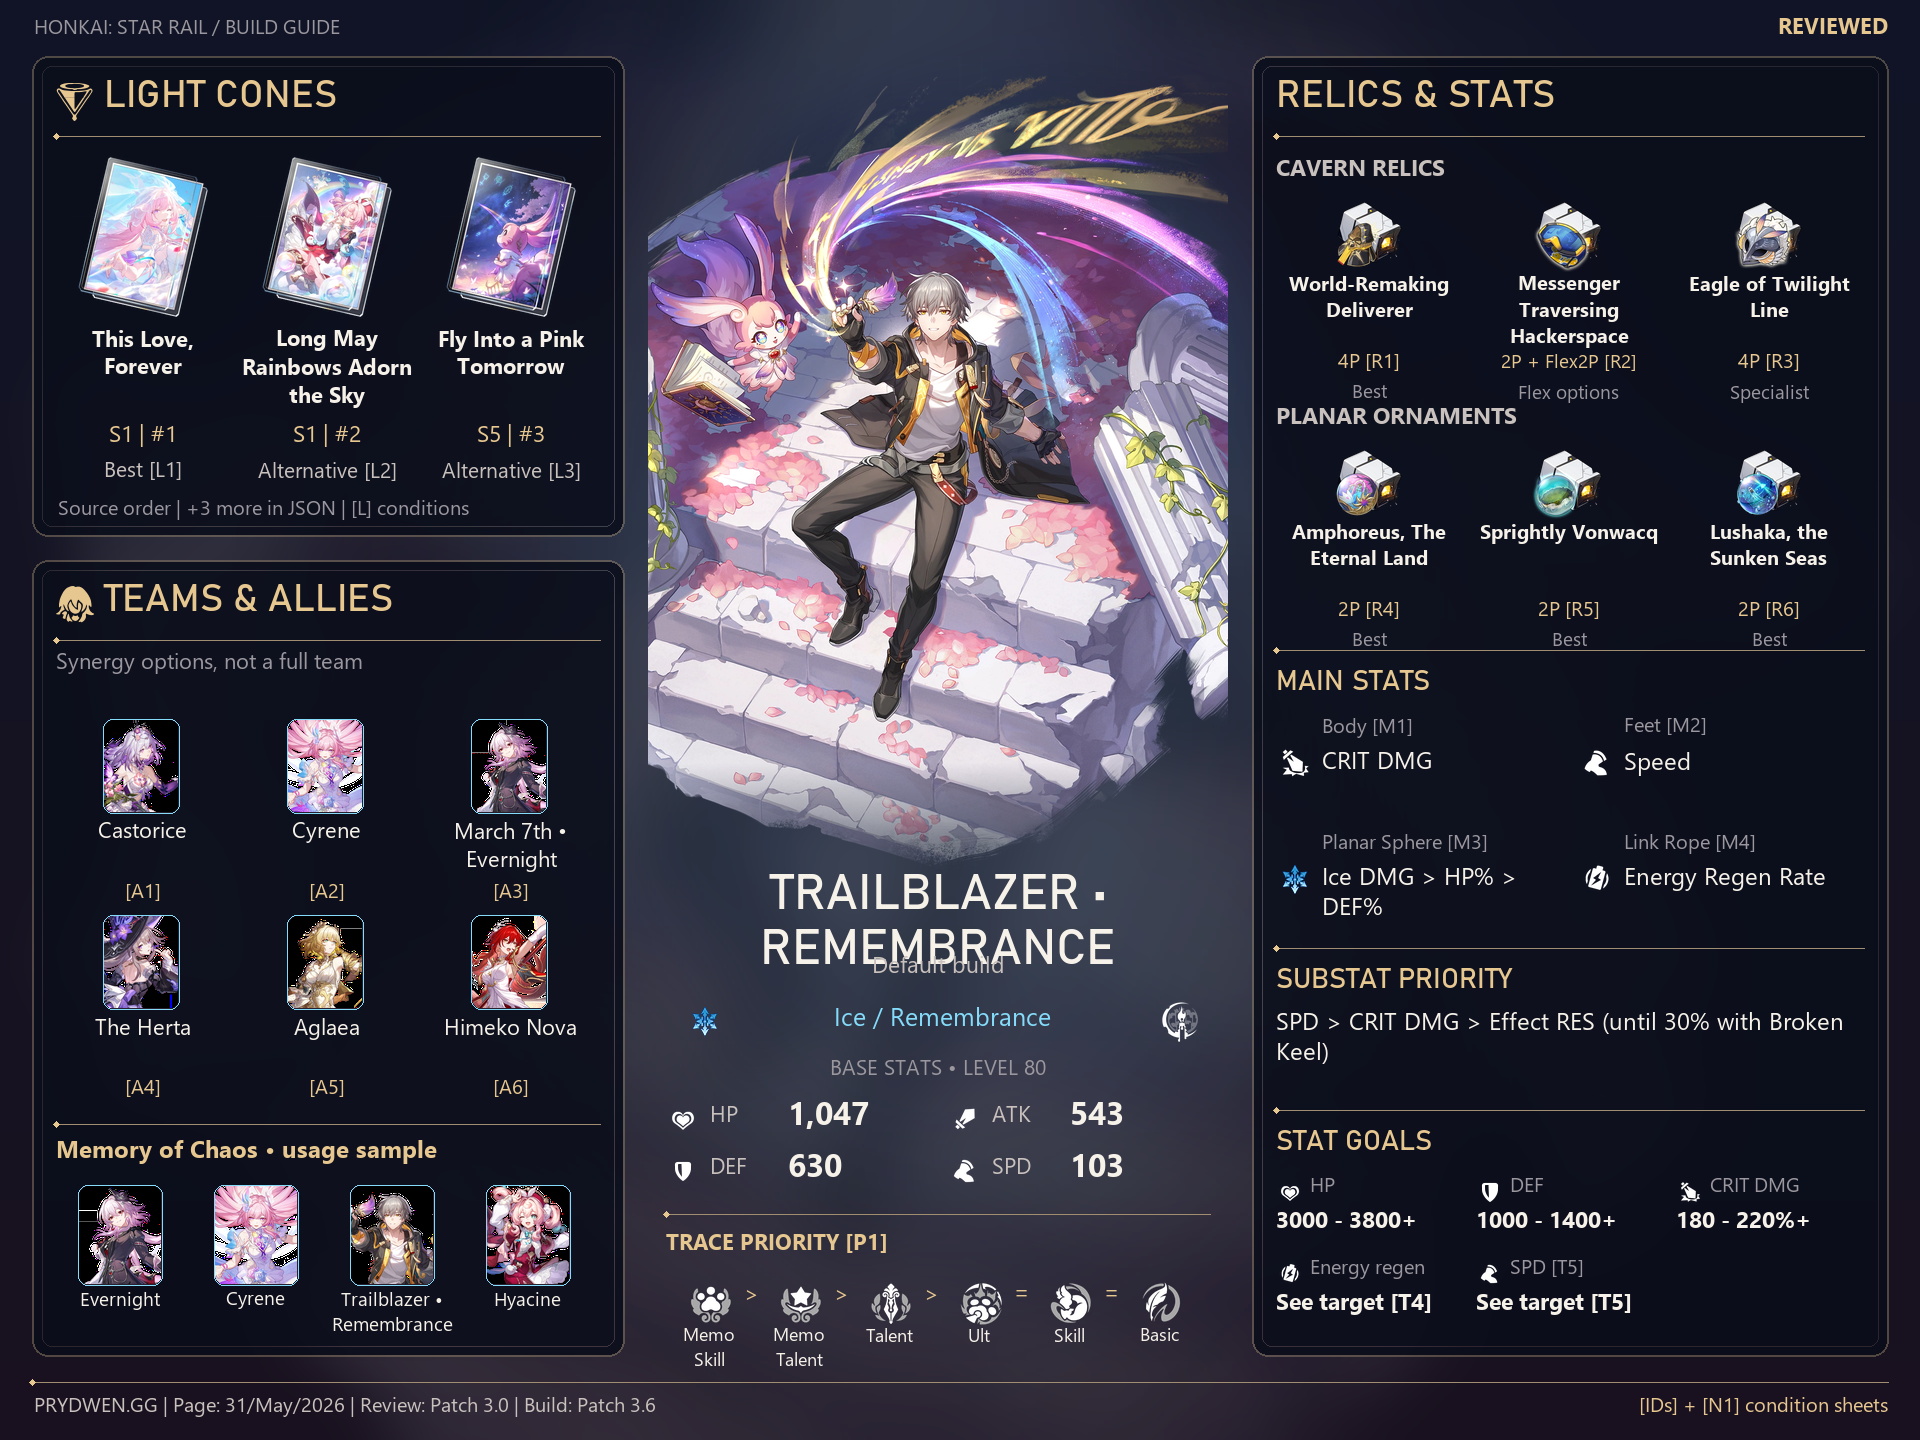 HONKAI: STAR RAIL / BUILD GUIDE
REVIEWED
LIGHT CONES
This Love,
Forever
S1 | #1
Best [L1]
Long May
Rainbows Adorn
the Sky
S1 | #2
Alternative [L2]
Fly Into a Pink
Tomorrow
S5 | #3
Alternative [L3]
Source order | +3 more in JSON | [L] conditions
TEAMS & ALLIES
Synergy options, not a full team
Castorice
[A1]
Cyrene
[A2]
March 7th •
Evernight
[A3]
The Herta
[A4]
Aglaea
[A5]
Himeko Nova
[A6]
Memory of Chaos • usage sample
Evernight
Cyrene
Trailblazer •
Remembrance
Hyacine
TRAILBLAZER •
REMEMBRANCE
Default build
Ice / Remembrance
BASE STATS • LEVEL 80
HP 1,047
ATK 543
DEF 630
SPD 103
TRACE PRIORITY [P1]
Memo
Skill
>
Memo
Talent
>
Talent
>
Ult
=
Skill
=
Basic
RELICS & STATS
CAVERN RELICS
World-Remaking
Deliverer
4P [R1]
Best
Messenger
Traversing
Hackerspace
2P + Flex2P [R2]
Flex options
Eagle of Twilight
Line
4P [R3]
Specialist
PLANAR ORNAMENTS
Amphoreus, The
Eternal Land
2P [R4]
Best
Sprightly Vonwacq
2P [R5]
Best
Lushaka, the
Sunken Seas
2P [R6]
Best
MAIN STATS
Body [M1]
CRIT DMG
Feet [M2]
Speed
Planar Sphere [M3]
Ice DMG > HP% >
DEF%
Link Rope [M4]
Energy Regen Rate
SUBSTAT PRIORITY
SPD > CRIT DMG > Effect RES (until 30% with Broken
Keel)
STAT GOALS
HP
3000 - 3800+
DEF
1000 - 1400+
CRIT DMG
180 - 220%+
Energy regen
See target [T4]
SPD [T5]
See target [T5]
PRYDWEN.GG | Page: 31/May/2026 | Review: Patch 3.0 | Build: Patch 3.6
[IDs] + [N1] condition sheets